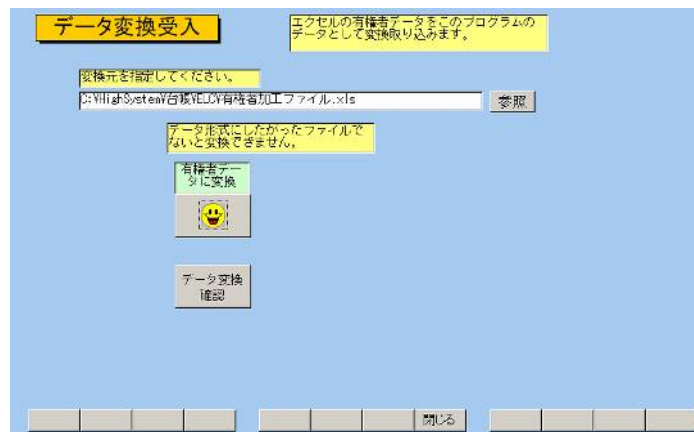 データ変換受入
エクセルの有権者データをこのプログラムの
データとして変換取り込みます。
変換元を指定してください。
C:¥HighSystem¥台帳¥ELC¥有権者加工ファイル.xls
参照
データ形式にしたがったファイルで
ないと変換できません。
有権者デー
タに変換
データ変換
確認
閉じる